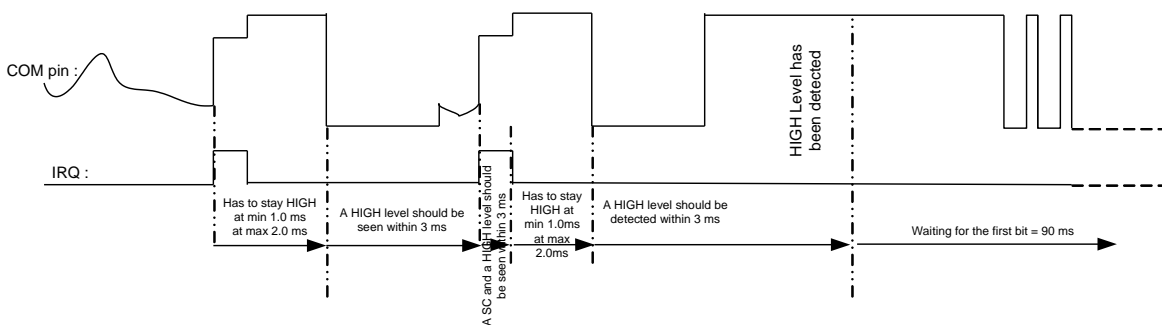 COM pin :
HIGH Level has
been detected
IRQ :
Has to stay HIGH
at min 1.0 ms
at max 2.0 ms
A HIGH level should be
seen within 3 ms
A SC and a HIGH level should
be seen within 3 ms
Has to stay
HIGH at
min 1.0ms
at max
2.0ms
A HIGH level should be
detected within 3 ms
Waiting for the first bit = 90 ms